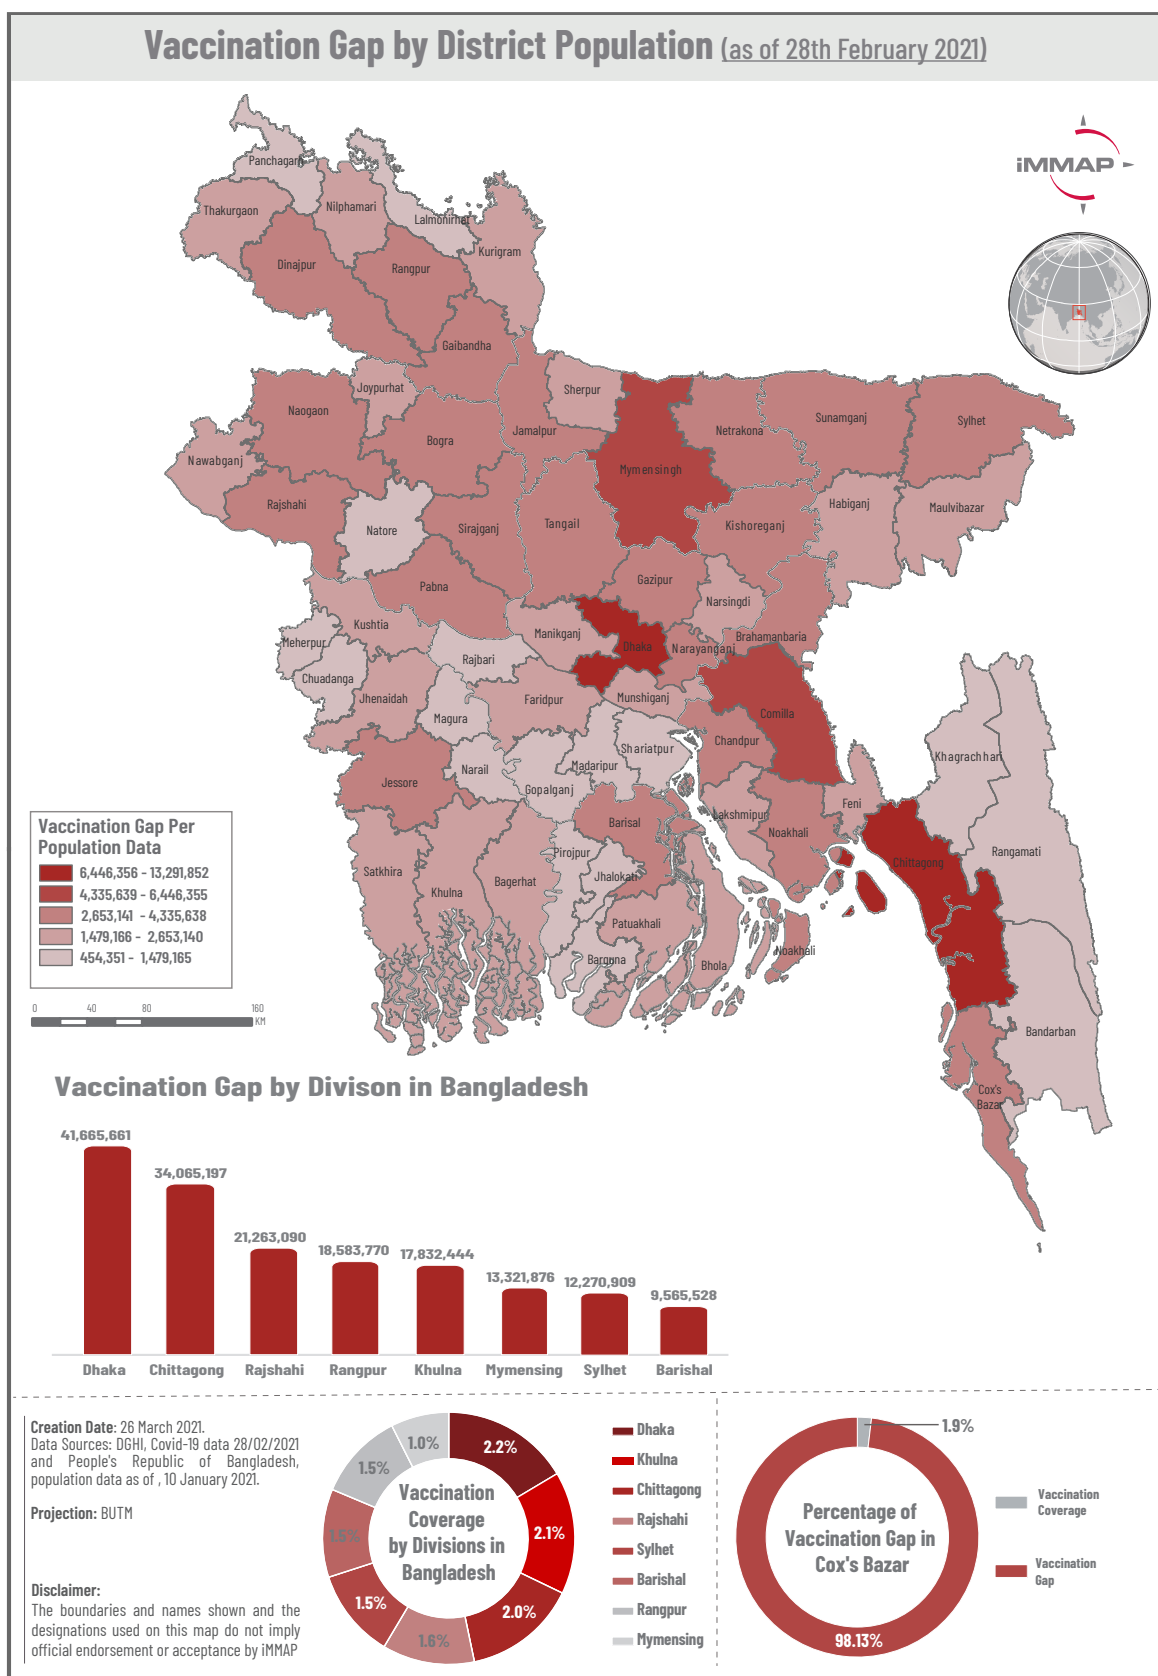 Vaccination Gap by District Population (as of 28th February 2021)
iMMAP
Panchagarh
Thakurgaon
Nilphamari
Lalmonirhat
Kurigram
Dinajpur
Rangpur
Gaibandha
Joypurhat
Sherpur
Naogaon
Bogra
Jamalpur
Netrakona
Sunamganj
Sylhet
Nawabganj
Mymensingh
Rajshahi
Natore
Sirajganj
Tangail
Kishoreganj
Habiganj
Maulvibazar
Pabna
Gazipur
Narsingdi
Kushtia
Manikganj
Meherpur
Rajbari
Dhaka
Narayanganj
Brahamanbaria
Chuadanga
Jhenaidah
Faridpur
Munshiganj
Magura
Comilla
Shariatpur
Chandpur
Khagrachhari
Narail
Madaripur
Jessore
Gopalganj
Feni
Lakshmipur
Barisal
Noakhali
Rangamati
Pirojpur
Chittagong
Satkhira
Khulna
Bagerhat
Jhalokati
Patuakhali
Noakhali
Barguna
Bhola
Bandarban
Cox's
Bazar
Vaccination Gap Per
Population Data
6,446,356 - 13,291,852
4,335,639 - 6,446,355
2,653,141 - 4,335,638
1,479,166 - 2,653,140
454,351 - 1,479,165
0 40 80 160
KM
Vaccination Gap by Divison in Bangladesh
41,665,661
34,065,197
21,263,090
18,583,770
17,832,444
13,321,876
12,270,909
9,565,528
Dhaka Chittagong Rajshahi Rangpur Khulna Mymensing Sylhet Barishal
Creation Date: 26 March 2021.
Data Sources: DGHI, Covid-19 data 28/02/2021
and People's Republic of Bangladesh,
population data as of , 10 January 2021.
Projection: BUTM
Disclaimer:
The boundaries and names shown and the
designations used on this map do not imply
official endorsement or acceptance by iMMAP
Vaccination
Coverage
by Divisions in
Bangladesh
2.2%
2.1%
2.0%
1.6%
1.5%
1.5%
1.5%
1.0%
Dhaka
Khulna
Chittagong
Rajshahi
Sylhet
Barishal
Rangpur
Mymensing
1.9%
Percentage of
Vaccination Gap in
Cox's Bazar
98.13%
Vaccination
Coverage
Vaccination
Gap